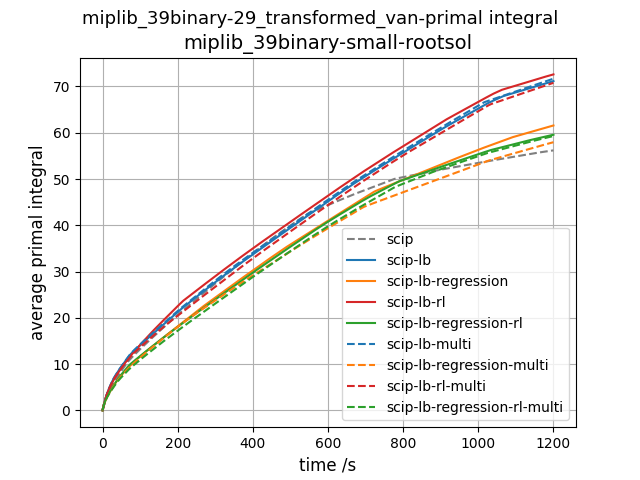 miplib_39binary-29_transformed_van-primal integral
miplib_39binary-small-rootsol
average primal integral
70
60
50
40
30
20
10
0
scip
scip-lb
scip-lb-regression
scip-lb-rl
scip-lb-regression-rl
scip-lb-multi
scip-lb-regression-multi
scip-lb-rl-multi
scip-lb-regression-rl-multi
0 200 400 600 800 1000 1200
time /s